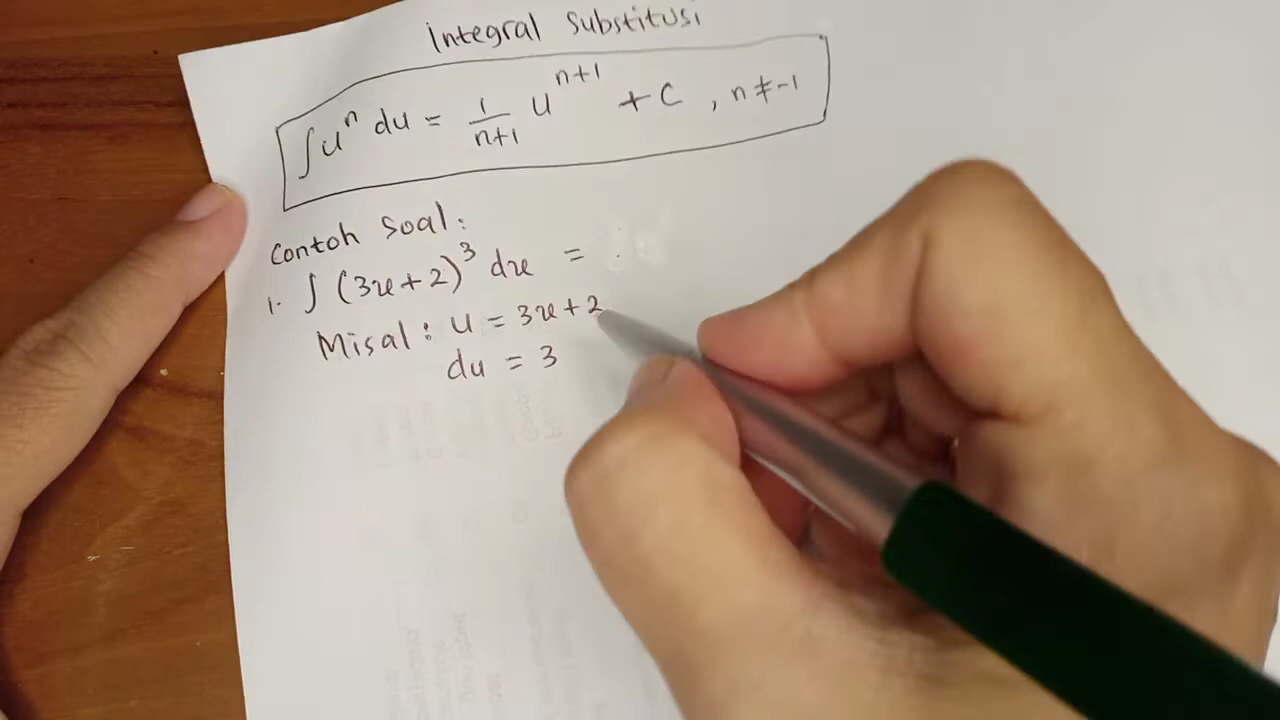 Integral Substitusi
∫ uⁿ du = 1/(n+1) u^(n+1) + C , n ≠ -1
Contoh Soal :
1. ∫ (3x + 2)³ dx =
Misal : u = 3x + 2
du = 3